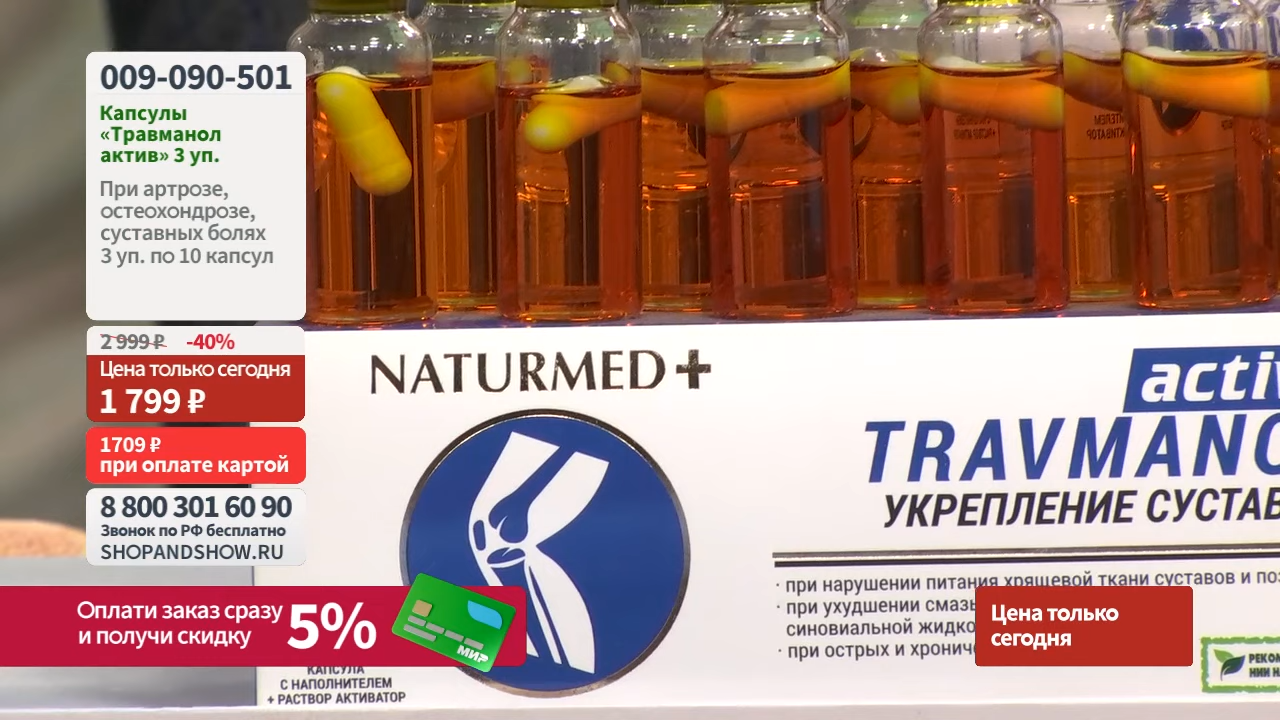 009-090-501
Капсулы
«Травманол
актив» 3 уп.
При артрозе,
остеохондрозе,
суставных болях
3 уп. по 10 капсул
2 999 ₽ -40%
Цена только сегодня
1 799 ₽
1709 ₽
при оплате картой
8 800 301 60 90
Звонок по РФ бесплатно
SHOPANDSHOW.RU
Оплати заказ сразу
и получи скидку
5%
МИР
NATURMED+
activ
TRAVMANO
УКРЕПЛЕНИЕ СУСТАВ
· при нарушении питания хрящевой ткани суставов и поз
· при ухудшении смазы
синовиальной жидко
· при острых и хрониче
Цена только
сегодня
РЕКОМ
НИИ
КАПСУЛА
С НАПОЛНИТЕЛЕМ
+ РАСТВОР АКТИВАТОР